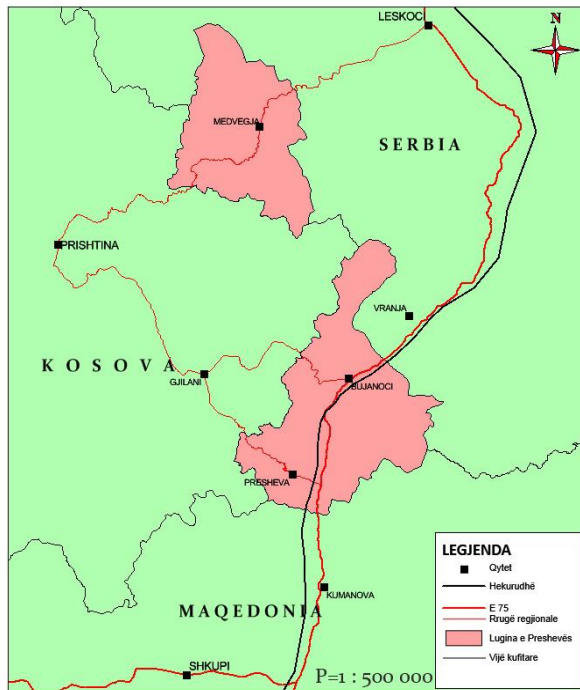 LESKOC
N
MEDVEGJA
SERBIA
PRISHTINA
VRANJA
KOSOVA
GJILANI
BUJANOCI
PRESHEVA
KUMANOVA
MAQEDONIA
SHKUPI
P=1 : 500 000
LEGJENDA
Qytet
Hekurudhë
E 75
Rrugë regjionale
Lugina e Preshevës
Vijë kufitare